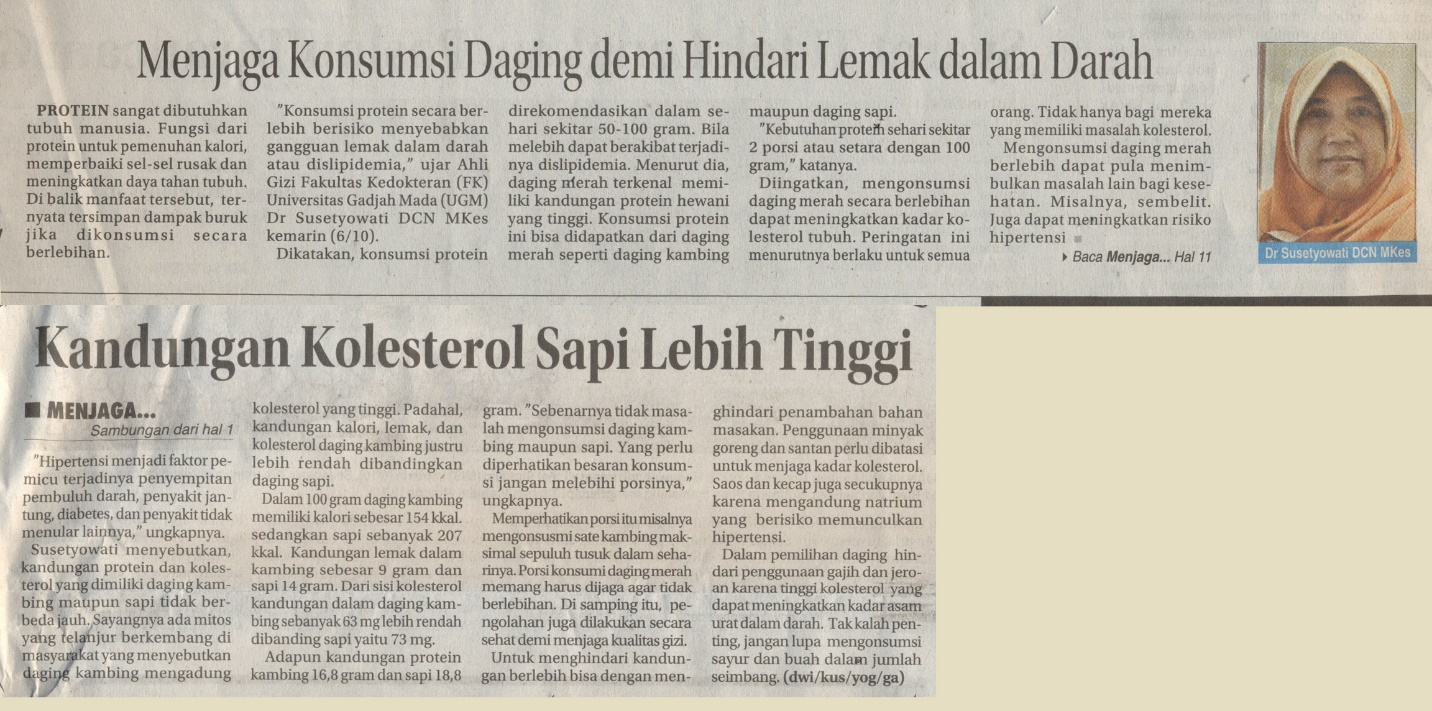 Menjaga Konsumsi Daging demi Hindari Lemak dalam Darah
PROTEIN sangat dibutuhkan
tubuh manusia. Fungsi dari
protein untuk pemenuhan kalori,
memperbaiki sel-sel rusak dan
meningkatkan daya tahan tubuh.
Di balik manfaat tersebut, ter-
nyata tersimpan dampak buruk
jika dikonsumsi secara
berlebihan.
"Konsumsi protein secara ber-
lebih berisiko menyebabkan
gangguan lemak dalam darah
atau dislipidemia," ujar Ahli
Gizi Fakultas Kedokteran (FK)
Universitas Gadjah Mada (UGM)
Dr Susetyowati DCN MKes
kemarin (6/10).
Dikatakan, konsumsi protein
direkomendasikan dalam se-
hari sekitar 50-100 gram. Bila
melebih dapat berakibat terjadi-
nya dislipidemia. Menurut dia,
daging merah terkenal memi-
liki kandungan protein hewani
yang tinggi. Konsumsi protein
ini bisa didapatkan dari daging
merah seperti daging kambing
maupun daging sapi.
"Kebutuhan protein sehari sekitar
2 porsi atau setara dengan 100
gram," katanya.
Diingatkan, mengonsumsi
daging merah secara berlebihan
dapat meningkatkan kadar ko-
lesterol tubuh. Peringatan ini
menurutnya berlaku untuk semua
orang. Tidak hanya bagi mereka
yang memiliki masalah kolesterol.
Mengonsumsi daging merah
berlebih dapat pula menim-
bulkan masalah lain bagi kese-
hatan. Misalnya, sembelit.
Juga dapat meningkatkan risiko
hipertensi
Baca Menjaga... Hal 11
Dr Susetyowati DCN MKes
Kandungan Kolesterol Sapi Lebih Tinggi
MENJAGA...
Sambungan dari hal 1
"Hipertensi menjadi faktor pe-
micu terjadinya penyempitan
pembuluh darah, penyakit jan-
tung, diabetes, dan penyakit tidak
menular lainnya," ungkapnya.
Susetyowati menyebutkan,
kandungan protein dan koles-
terol yang dimiliki daging kam-
bing maupun sapi tidak ber-
beda jauh. Sayangnya ada mitos
yang telanjur berkembang di
masyarakat yang menyebutkan
daging kambing mengadung
kolesterol yang tinggi. Padahal,
kandungan kalori, lemak, dan
kolesterol daging kambing justru
lebih rendah dibandingkan
daging sapi.
Dalam 100 gram daging kambing
memiliki kalori sebesar 154 kkal.
sedangkan sapi sebanyak 207
kkal. Kandungan lemak dalam
kambing sebesar 9 gram dan
sapi 14 gram. Dari sisi kolesterol
kandungan dalam daging kam-
bing sebanyak 63 mg lebih rendah
dibanding sapi yaitu 73 mg.
Adapun kandungan protein
kambing 16,8 gram dan sapi 18,8
gram. "Sebenarnya tidak masa-
lah mengonsumsi daging kam-
bing maupun sapi. Yang perlu
diperhatikan besaran konsum-
si jangan melebihi porsinya,"
ungkapnya.
Memperhatikan porsi itu misalnya
mengonsusmi sate kambing mak-
simal sepuluh tusuk dalam seha-
rinya. Porsi konsumi daging merah
memang harus dijaga agar tidak
berlebihan. Di samping itu, pe-
ngolahan juga dilakukan secara
sehat demi menjaga kualitas gizi.
Untuk menghindari kandun-
gan berlebih bisa dengan men-
ghindari penambahan bahan
masakan. Penggunaan minyak
goreng dan santan perlu dibatasi
untuk menjaga kadar kolesterol.
Saos dan kecap juga secukupnya
karena mengandung natrium
yang berisiko memunculkan
hipertensi.
Dalam pemilihan daging hin-
dari penggunaan gajih dan jero-
an karena tinggi kolesterol yang
dapat meningkatkan kadar asam
urat dalam darah. Tak kalah pen-
ting, jangan lupa mengonsumsi
sayur dan buah dalam jumlah
seimbang. (dwi/kus/yog/ga)